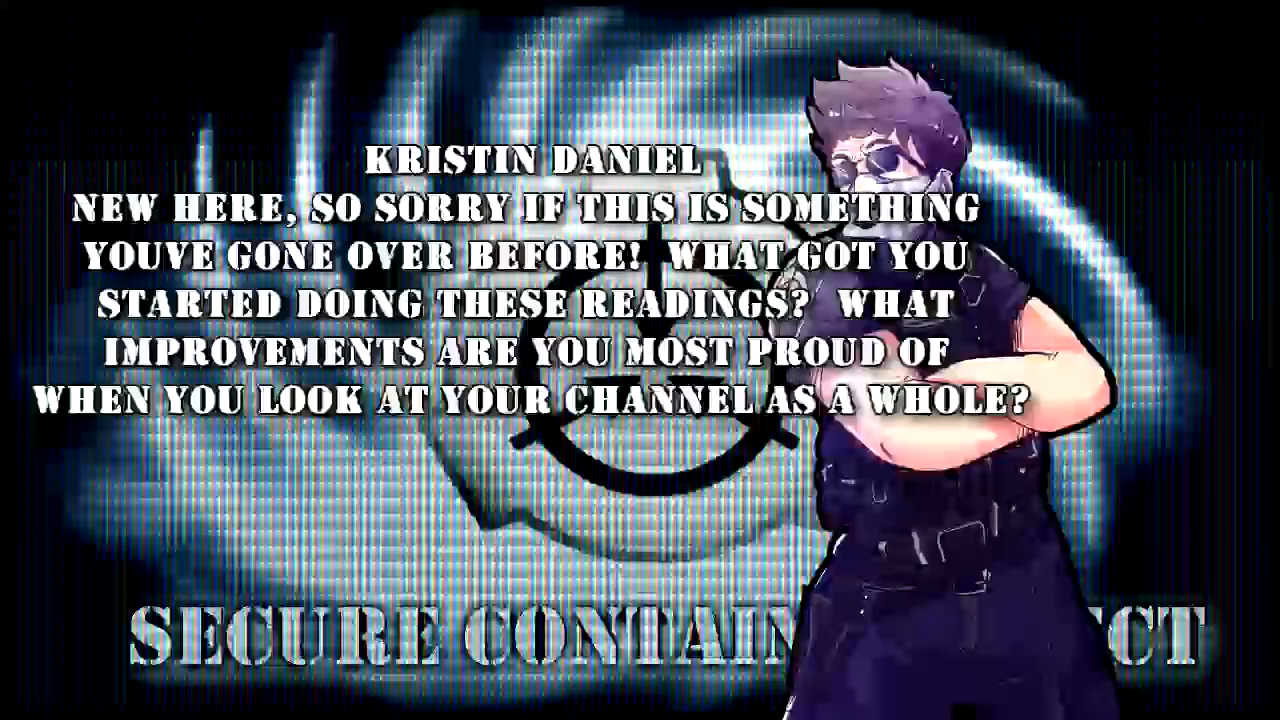 KRISTIN DANIEL
NEW HERE, SO SORRY IF THIS IS SOMETHING
YOUVE GONE OVER BEFORE! WHAT GOT YOU
STARTED DOING THESE READINGS? WHAT
IMPROVEMENTS ARE YOU MOST PROUD OF
WHEN YOU LOOK AT YOUR CHANNEL AS A WHOLE?
SECURE CONTAIN